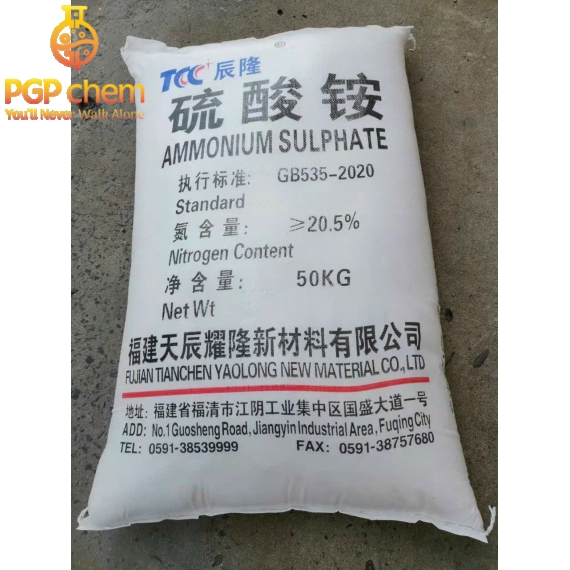 PGP chem
You'll Never Walk Alone
TCC 辰隆 ®
硫酸铵
AMMONIUM SULPHATE
执行标准: GB535-2020
Standard
氮含量: ≥20.5%
Nitrogen Content
净含量: 50KG
Net Wt
福建天辰耀隆新材料有限公司
FUJIAN TIANCHEN YAOLONG NEW MATERIAL CO., LTD
地址: 福建省福清市江阴工业集中区国盛大道一号
ADD: No.1 Guosheng Road, Jiangyin Industrial Area, Fuqing City
TEL: 0591-38539999 FAX: 0591-38757680